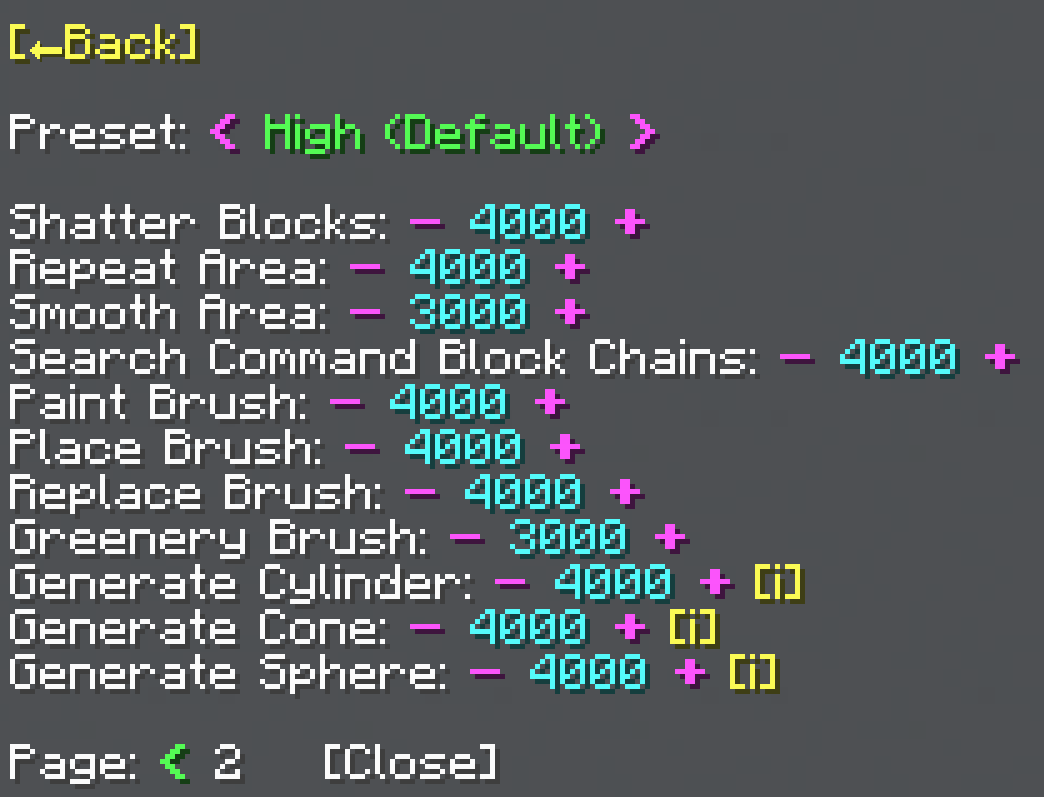 [←Back]
Preset: < High (Default) >
Shatter Blocks: - 4000 +
Repeat Area: - 4000 +
Smooth Area: - 3000 +
Search Command Block Chains: - 4000 +
Paint Brush: - 4000 +
Place Brush: - 4000 +
Replace Brush: - 4000 +
Greenery Brush: - 3000 +
Generate Cylinder: - 4000 + [i]
Generate Cone: - 4000 + [i]
Generate Sphere: - 4000 + [i]
Page: < 2 [Close]